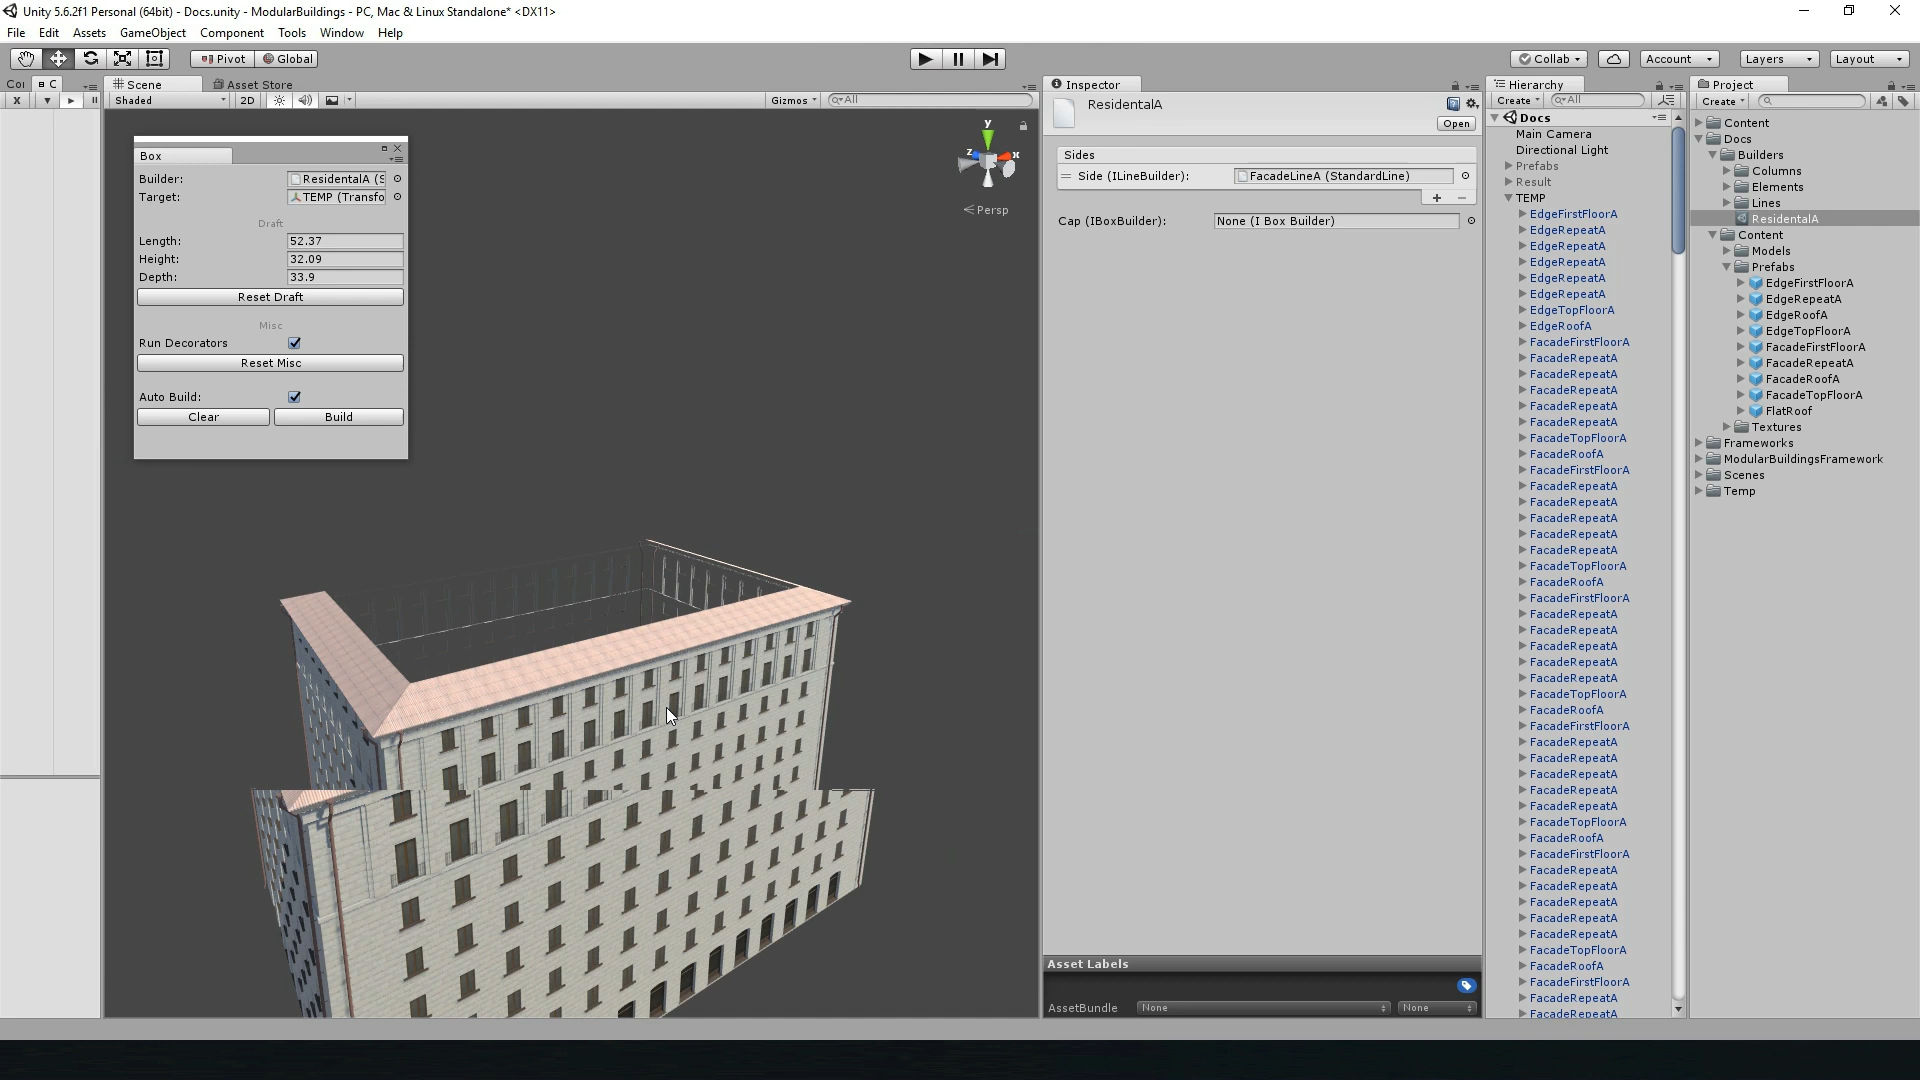 Unity 5.6.2f1 Personal (64bit) - Docs.unity - ModularBuildings - PC, Mac & Linux Standalone* <DX11>
File Edit Assets GameObject Component Tools Window Help
Pivot Global
Collab Account Layers Layout
C
Scene Asset Store
Shaded 2D Gizmos All
Box
Builder: ResidentalA (S
Target: TEMP (Transfo
Draft
Length: 52.37
Height: 32.09
Depth: 33.9
Reset Draft
Misc
Run Decorators
Reset Misc
Auto Build:
Clear Build
y
z x
Persp
Inspector
ResidentalA
Open
Sides
Side (ILineBuilder): FacadeLineA (StandardLine)
Cap (IBoxBuilder): None (I Box Builder)
Asset Labels
AssetBundle None None
Hierarchy
Create All
Docs
Main Camera
Directional Light
Prefabs
Result
TEMP
EdgeFirstFloorA
EdgeRepeatA
EdgeRepeatA
EdgeRepeatA
EdgeRepeatA
EdgeRepeatA
EdgeTopFloorA
EdgeRoofA
FacadeFirstFloorA
FacadeRepeatA
FacadeRepeatA
FacadeRepeatA
FacadeRepeatA
FacadeRepeatA
FacadeTopFloorA
FacadeRoofA
FacadeFirstFloorA
FacadeRepeatA
FacadeRepeatA
FacadeRepeatA
FacadeRepeatA
FacadeRepeatA
FacadeTopFloorA
FacadeRoofA
FacadeFirstFloorA
FacadeRepeatA
FacadeRepeatA
FacadeRepeatA
FacadeRepeatA
FacadeRepeatA
FacadeTopFloorA
FacadeRoofA
FacadeFirstFloorA
FacadeRepeatA
FacadeRepeatA
FacadeRepeatA
FacadeRepeatA
FacadeRepeatA
FacadeTopFloorA
FacadeRoofA
FacadeFirstFloorA
FacadeRepeatA
FacadeRepeatA
FacadeRepeatA
FacadeRepeatA
FacadeRepeatA
FacadeTopFloorA
FacadeRoofA
FacadeFirstFloorA
FacadeRepeatA
FacadeRepeatA
Project
Create
Content
Docs
Builders
Columns
Elements
Lines
ResidentalA
Content
Models
Prefabs
EdgeFirstFloorA
EdgeRepeatA
EdgeRoofA
EdgeTopFloorA
FacadeFirstFloorA
FacadeRepeatA
FacadeRoofA
FacadeTopFloorA
FlatRoof
Textures
Frameworks
ModularBuildingsFramework
Scenes
Temp